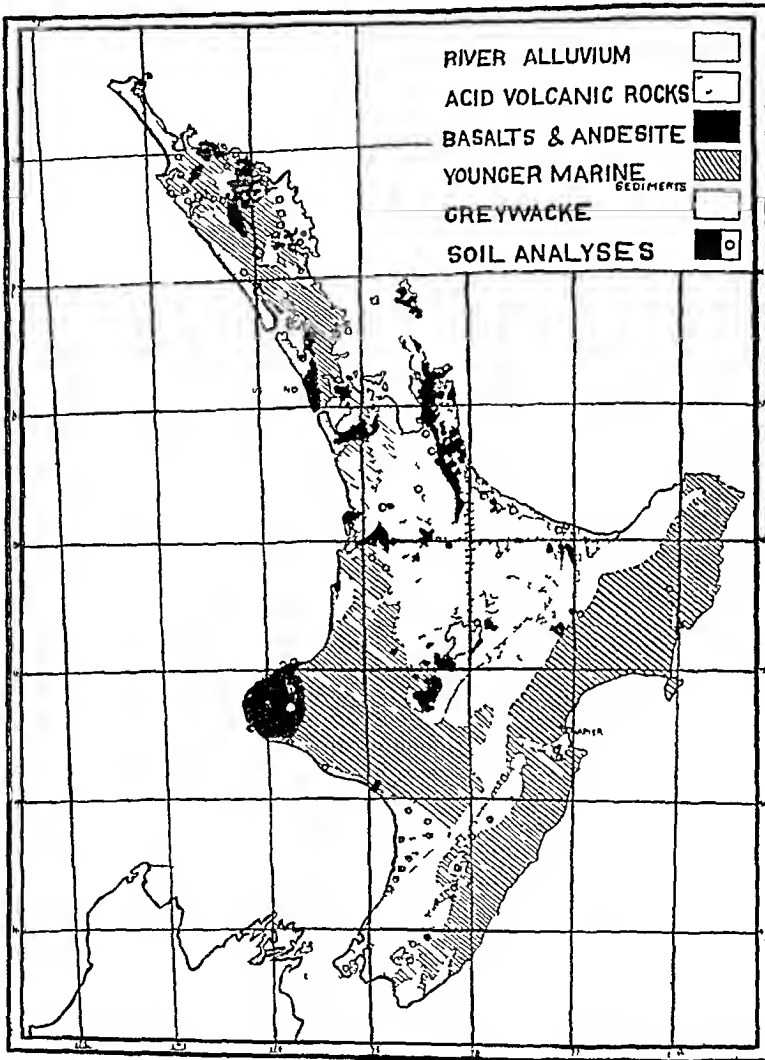 RIVER ALLUVIUM
ACID VOLCANIC ROCKS
BASALTS & ANDESITE
YOUNGER MARINE
SEDIMENTS
GREYWACKE
SOIL ANALYSES
NAPIER